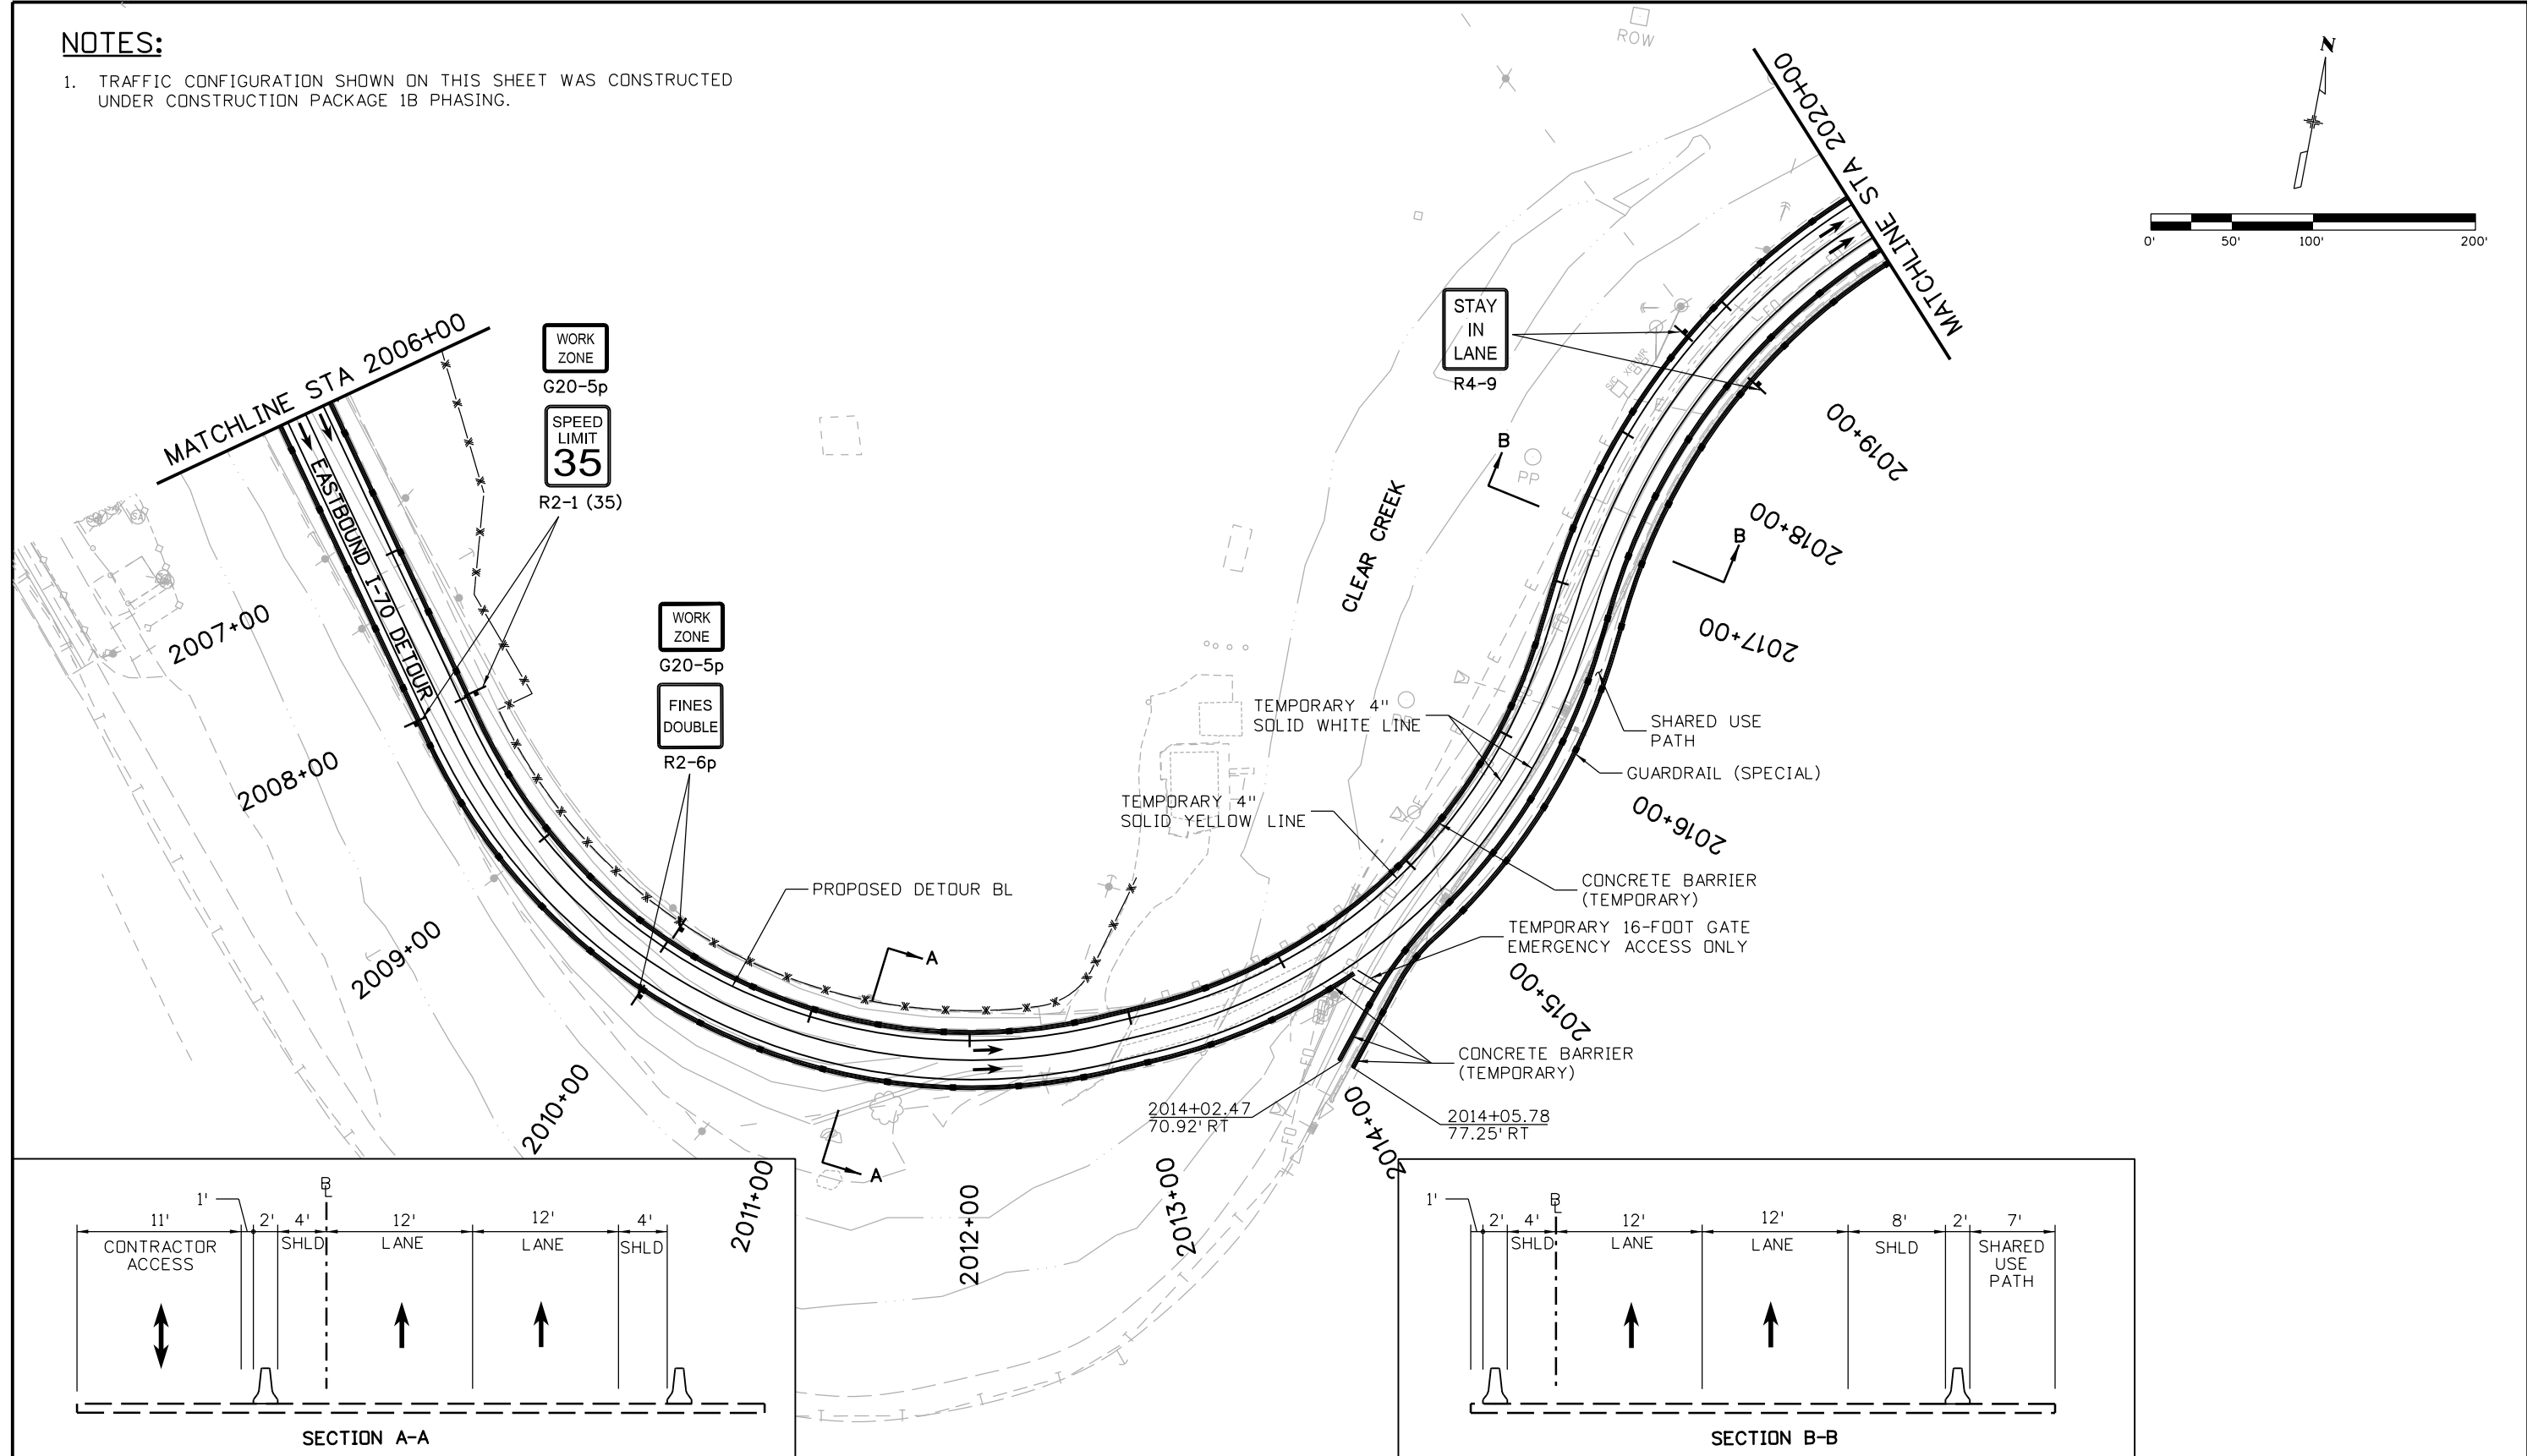 NOTES:
1. TRAFFIC CONFIGURATION SHOWN ON THIS SHEET WAS CONSTRUCTED
UNDER CONSTRUCTION PACKAGE 1B PHASING.
ROW
N
0' 50' 100' 200'
MATCHLINE STA 2020+00
MATCHLINE STA 2006+00
WORK
ZONE
G20-5p
SPEED
LIMIT
35
R2-1 (35)
STAY
IN
LANE
R4-9
EASTBOUND I-70 DETOUR
WORK
ZONE
G20-5p
FINES
DOUBLE
R2-6p
CLEAR CREEK
B
B
PP
2007+00
2008+00
2009+00
2010+00
2011+00
2012+00
2013+00
2014+00
2015+00
2016+00
2017+00
2018+00
2019+00
TEMPORARY 4"
SOLID WHITE LINE
TEMPORARY 4"
SOLID YELLOW LINE
SHARED USE
PATH
GUARDRAIL (SPECIAL)
PROPOSED DETOUR BL
CONCRETE BARRIER
(TEMPORARY)
TEMPORARY 16-FOOT GATE
EMERGENCY ACCESS ONLY
A
A
CONCRETE BARRIER
(TEMPORARY)
2014+02.47
70.92' RT
2014+05.78
77.25' RT
FO
FO
BL
1'
11' 2' 4' 12' 12' 4'
CONTRACTOR
ACCESS
SHLD LANE LANE SHLD
SECTION A-A
BL
1'
2' 4' 12' 12' 8' 2' 7'
SHLD LANE LANE SHLD
SHARED
USE
PATH
SECTION B-B